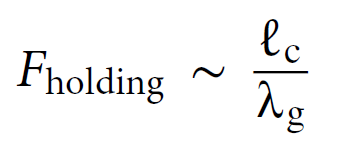 F_holding ~ ℓ_c / λ_g